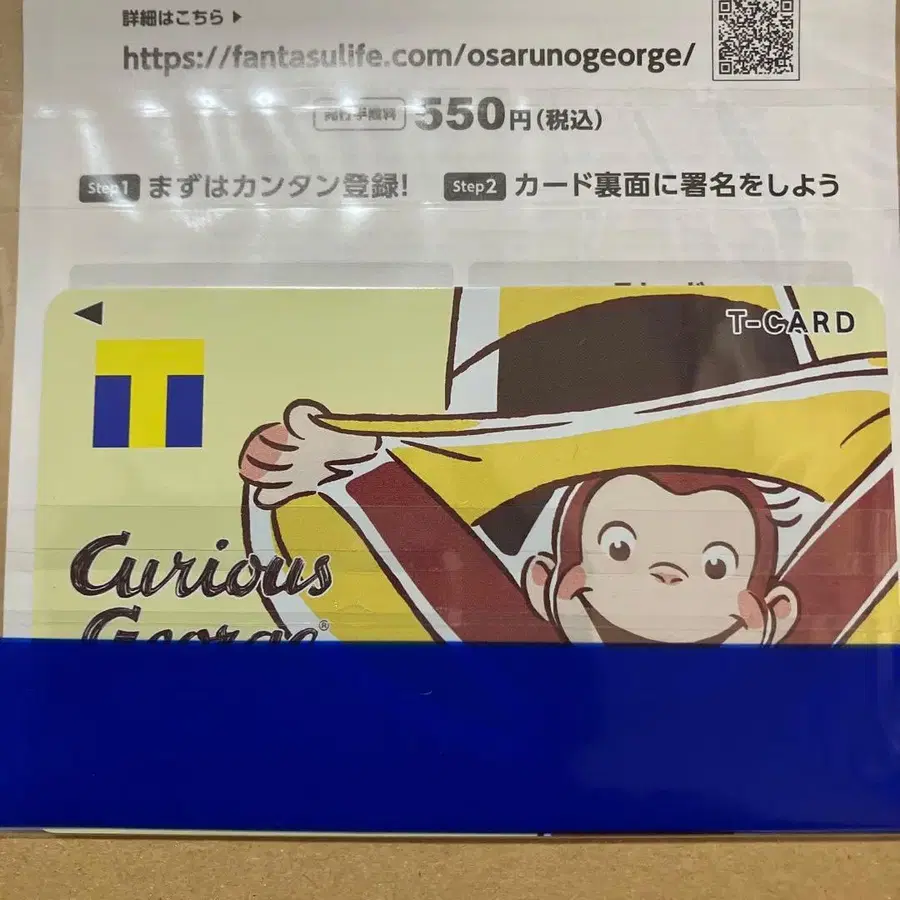 詳細はこちら ▶
https://fantasulife.com/osarunogeorge/
発行手数料 550円(税込)
Step1 まずはカンタン登録! Step2 カード裏面に署名をしよう
T-CARD
T
Curious
George®